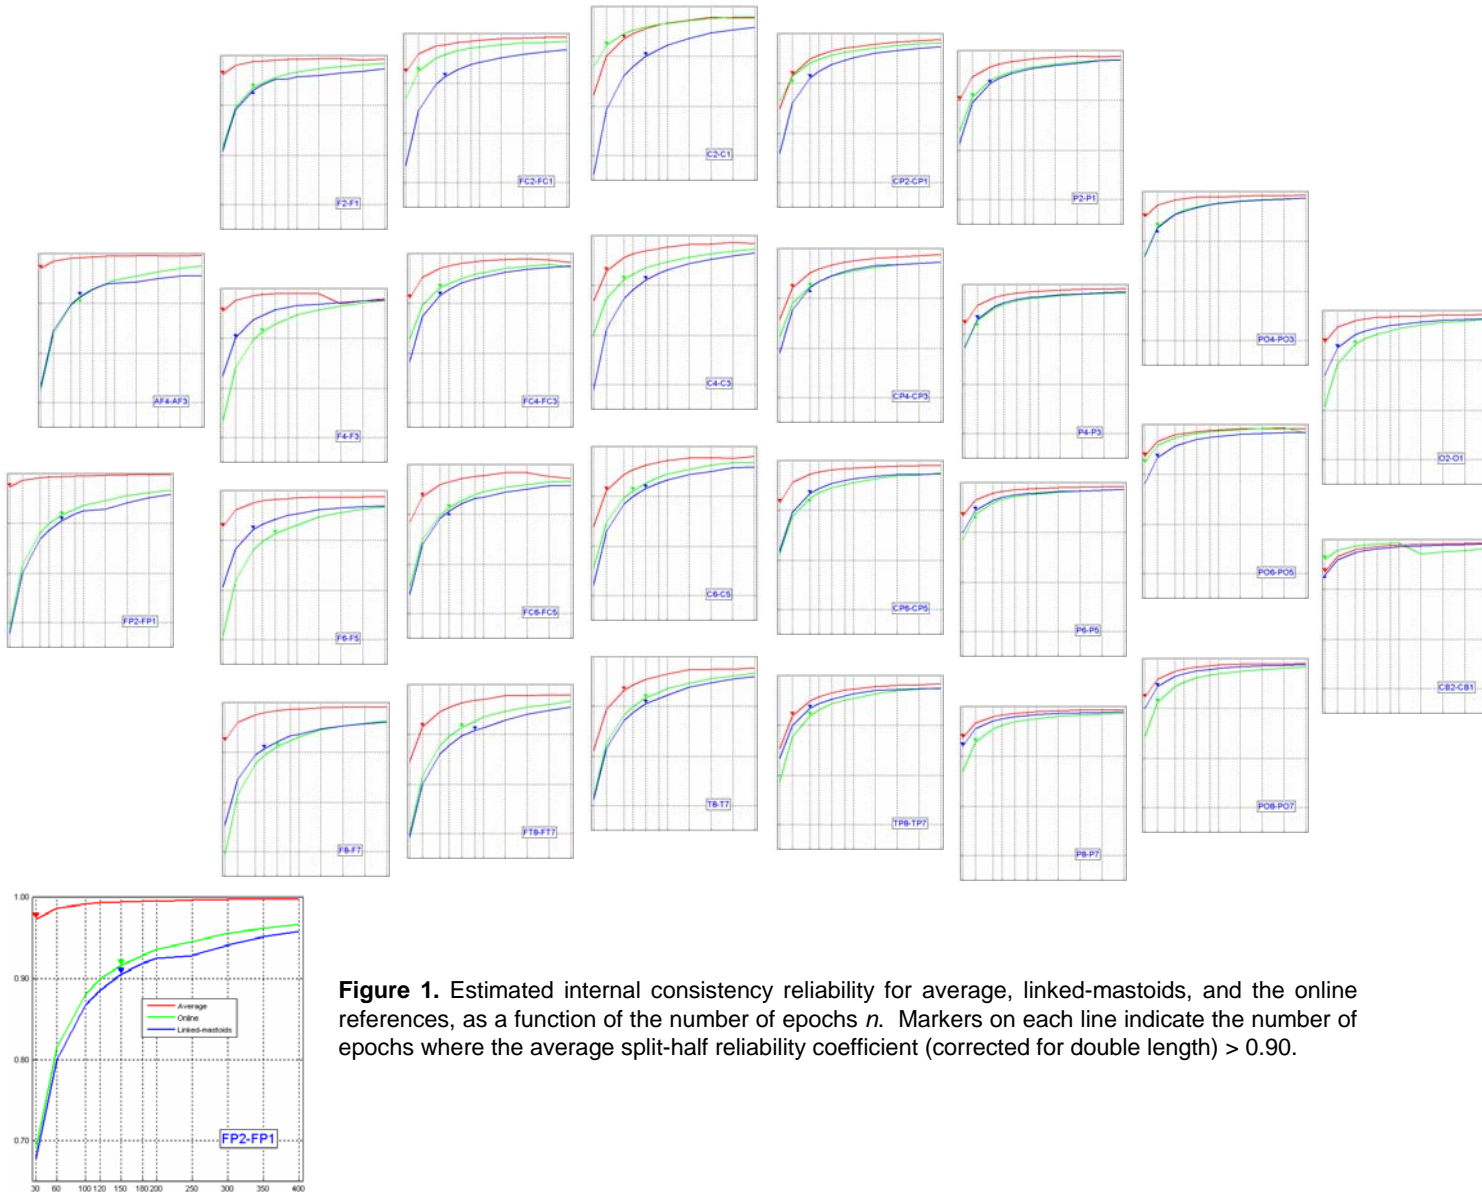 F2-F1
FC2-FC1
C2-C1
CP2-CP1
P2-P1
AF4-AF3
F4-F3
FC4-FC3
C4-C3
CP4-CP3
P4-P3
PO4-PO3
O2-O1
FP2-FP1
F6-F5
FC6-FC5
C6-C5
CP6-CP5
P6-P5
PO6-PO5
CB2-CB1
F8-F7
FT8-FT7
T8-T7
TP8-TP7
P8-P7
PO8-PO7
1.00
0.90
0.80
0.70
Average
Online
Linked-mastoids
FP2-FP1
30 60 100 120 150 180 200 250 300 350 400
Figure 1. Estimated internal consistency reliability for average, linked-mastoids, and the online
references, as a function of the number of epochs n. Markers on each line indicate the number of
epochs where the average split-half reliability coefficient (corrected for double length) > 0.90.